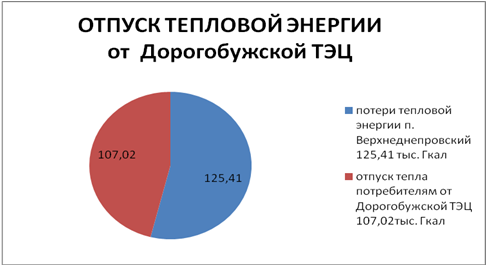 ОТПУСК ТЕПЛОВОЙ ЭНЕРГИИ
от Дорогобужской ТЭЦ
107,02
125,41
потери тепловой
энергии п.
Верхнеднепровский
125,41 тыс. Гкал
отпуск тепла
потребителям от
Дорогобужской ТЭЦ
107,02тыс. Гкал